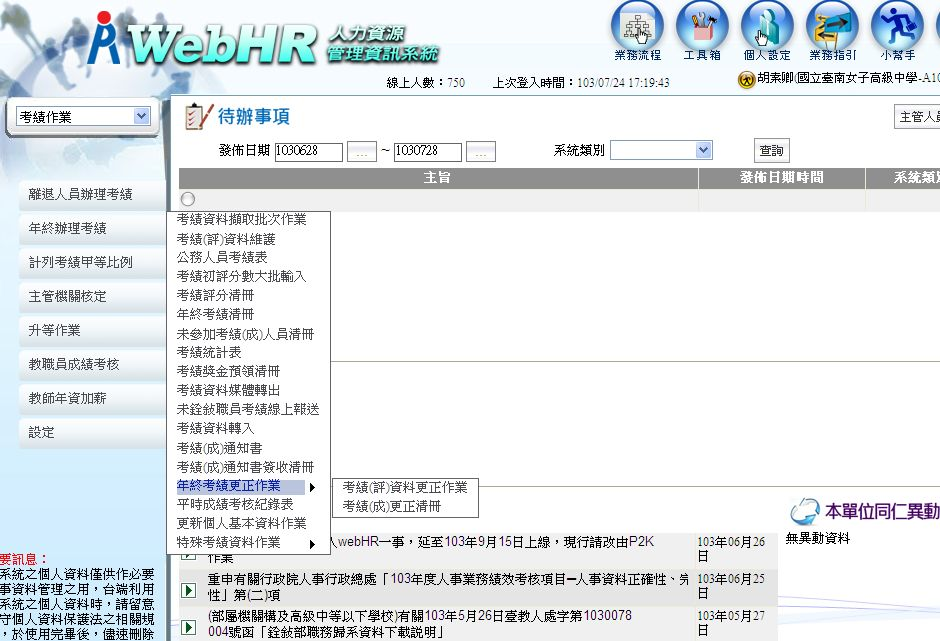 WebHR 人力資源
管理資訊系統
業務流程 工具箱 個人設定 業務指引 小幫手
線上人數：750 上次登入時間：103/07/24 17:19:43
胡素卿(國立臺南女子高級中學-A10
考績作業
待辦事項
主管人員
發佈日期 1030628 ... ~ 1030728 ... 系統類別 查詢
主旨 發佈日期時間 系統類別
離退人員辦理考績
年終辦理考績
計列考績甲等比例
主管機關核定
升等作業
教職員成績考核
教師年資加薪
設定
考績資料擷取批次作業
考績(評)資料維護
公務人員考績表
考績初評分數大批輸入
考績評分清冊
年終考績清冊
未參加考績(成)人員清冊
考績統計表
考績獎金預領清冊
考績資料媒體轉出
未銓敍職員考績線上報送
考績資料轉入
考績(成)通知書
考績(成)通知書簽收清冊
年終考績更正作業
平時成績考核紀錄表
更新個人基本資料作業
特殊考績資料作業
考績(評)資料更正作業
考績(成)更正清冊
本單位同仁異動
無異動資料
webHR一事，延至103年9月15日上線，現行請改由P2K
作業
103年06月26
日
重申有關行政院人事行政總處「103年度人事業務績效考核項目─人事資料正確性、完
性」第(二)項
103年06月25
日
(部屬機關構及高級中等以下學校)有關103年5月26日臺教人處字第1030078
004號函「銓敍部職務歸系資料下載說明」
103年05月27
日
要訊息：
系統之個人資料僅供作必要
事資料管理之用，台端利用
系統之個人資料時，請留意
守個人資料保護法之相關規
，於使用完畢後，儘速刪除